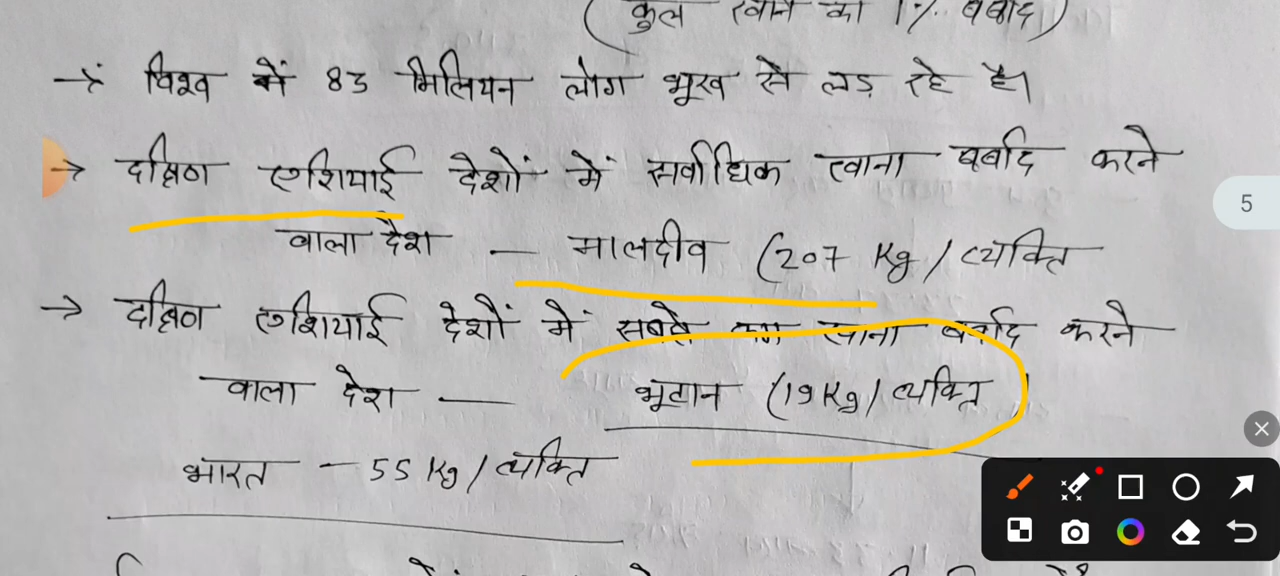 (कुल खाने का 1% बर्बाद)
→ विश्व में 83 मिलियन लोग भूख से लड़ रहे है।
→ दक्षिण एशियाई देशों में सर्वाधिक खाना बर्बाद करने
वाला देश — मालदीव (207 Kg / व्यक्ति
→ दक्षिण एशियाई देशों में सबसे कम खाना बर्बाद करने
वाला देश — भूटान (19 Kg / व्यक्ति
भारत - 55 Kg / व्यक्ति
5